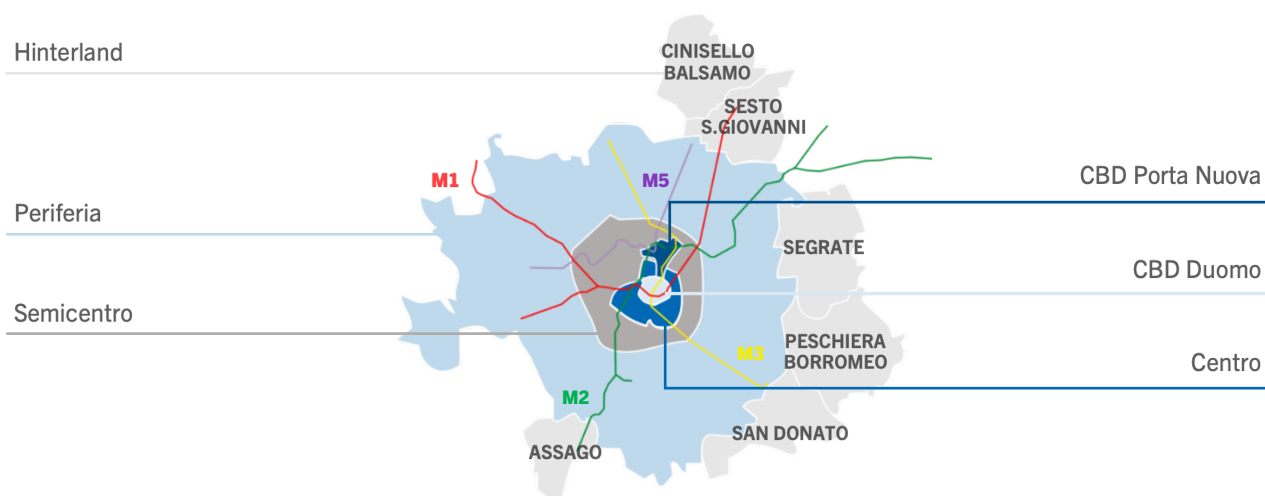 Hinterland
CINISELLO
BALSAMO
SESTO
S.GIOVANNI
M1
M5
CBD Porta Nuova
Periferia
SEGRATE
CBD Duomo
Semicentro
PESCHIERA
BORROMEO
M3
Centro
M2
SAN DONATO
ASSAGO